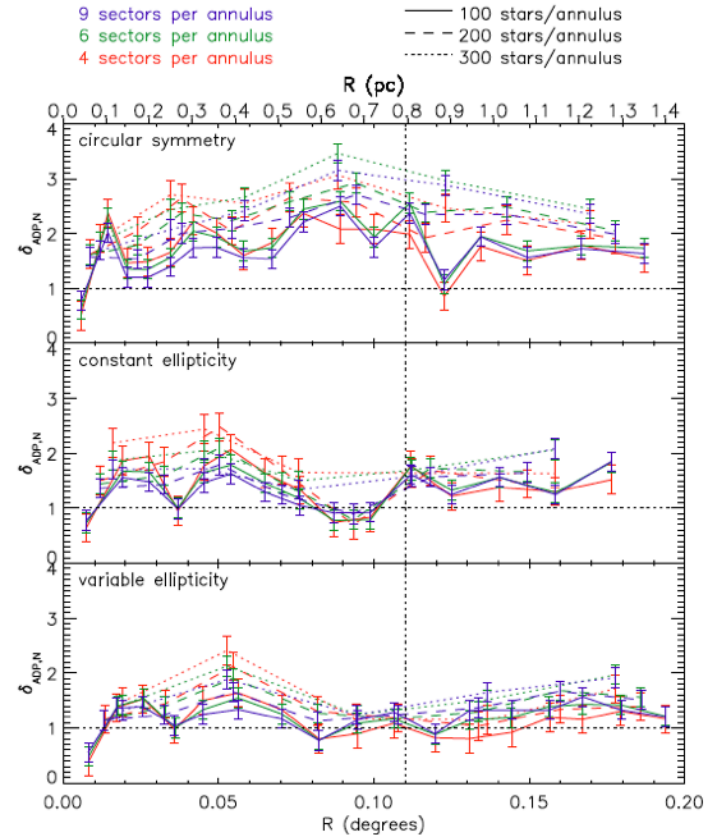 9 sectors per annulus 100 stars/annulus
6 sectors per annulus 200 stars/annulus
4 sectors per annulus 300 stars/annulus
R (pc)
0.0 0.1 0.2 0.3 0.4 0.5 0.6 0.7 0.8 0.9 1.0 1.1 1.2 1.3 1.4
circular symmetry
4
3
2
1
0
δADP,N
constant ellipticity
4
3
2
1
0
δADP,N
variable ellipticity
4
3
2
1
0
δADP,N
0.00 0.05 0.10 0.15 0.20
R (degrees)